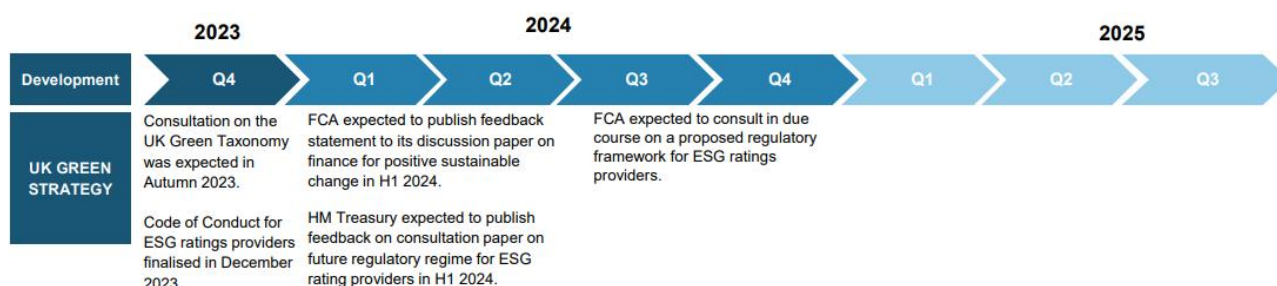 2023
2024
2025
Development
Q4
Q1
Q2
Q3
Q4
Q1
Q2
Q3
UK GREEN
STRATEGY
Consultation on the
UK Green Taxonomy
was expected in
Autumn 2023.
Code of Conduct for
ESG ratings providers
finalised in December
2023
FCA expected to publish feedback
statement to its discussion paper on
finance for positive sustainable
change in H1 2024.
HM Treasury expected to publish
feedback on consultation paper on
future regulatory regime for ESG
rating providers in H1 2024.
FCA expected to consult in due
course on a proposed regulatory
framework for ESG ratings
providers.